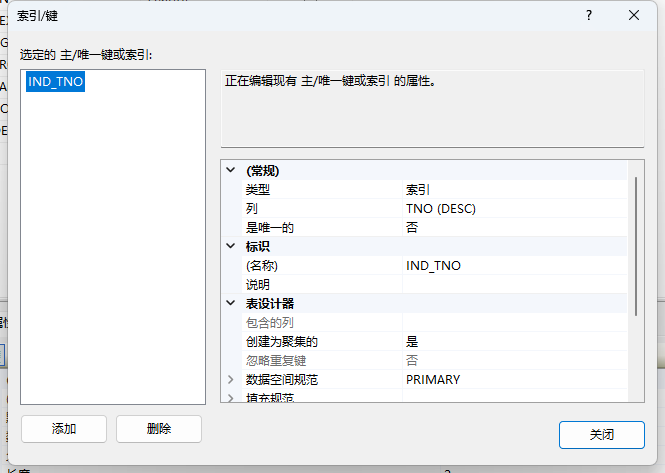 索引/键
?
选定的 主/唯一键或索引:
IND_TNO
正在编辑现有 主/唯一键或索引 的属性。
(常规)
类型 索引
列 TNO (DESC)
是唯一的 否
标识
(名称) IND_TNO
说明
表设计器
包含的列
创建为聚集的 是
忽略重复键 否
数据空间规范 PRIMARY
填充规范
添加 删除
关闭